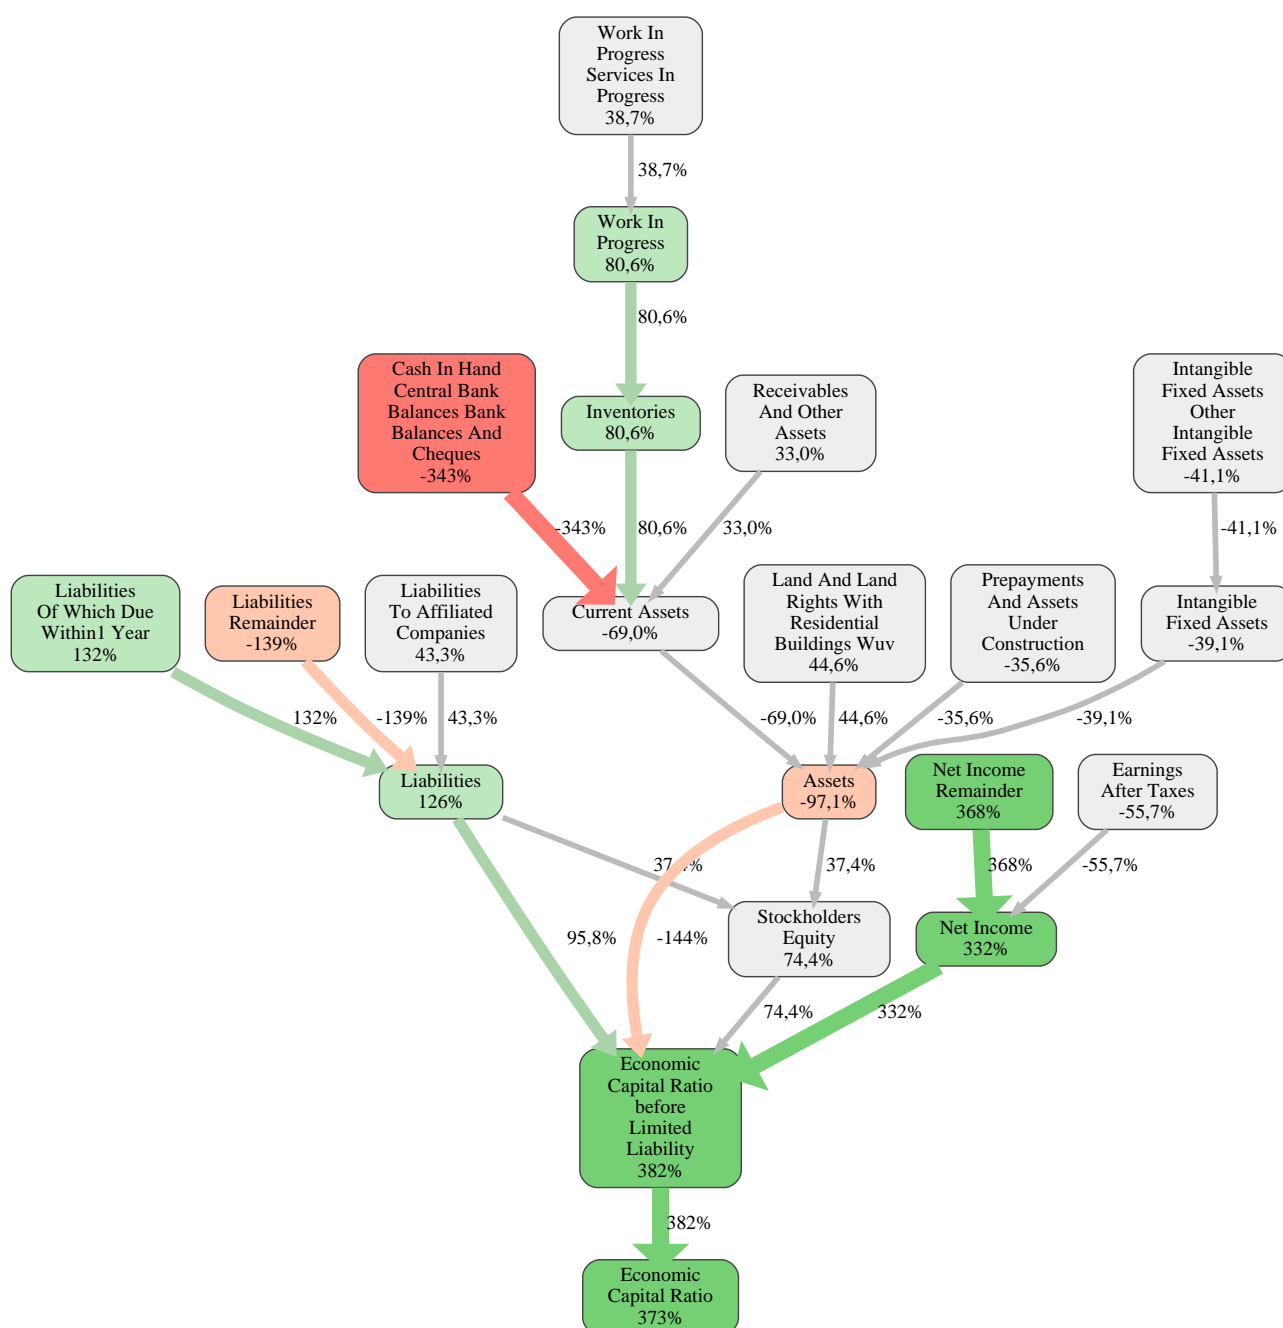 Work In
Progress
Services In
Progress
38,7%
38,7%
Work In
Progress
80,6%
80,6%
Cash In Hand
Central Bank
Balances Bank
Balances And
Cheques
-343%
Inventories
80,6%
Receivables
And Other
Assets
33,0%
Intangible
Fixed Assets
Other
Intangible
Fixed Assets
-41,1%
-343%
80,6%
33,0%
-41,1%
Liabilities
Of Which Due
Within1 Year
132%
Liabilities
Remainder
-139%
Liabilities
To Affiliated
Companies
43,3%
Current Assets
-69,0%
Land And Land
Rights With
Residential
Buildings Wuv
44,6%
Prepayments
And Assets
Under
Construction
-35,6%
Intangible
Fixed Assets
-39,1%
132%
-139%
43,3%
-69,0%
44,6%
-35,6%
-39,1%
Liabilities
126%
Assets
-97,1%
Net Income
Remainder
368%
Earnings
After Taxes
-55,7%
37,4%
368%
-55,7%
Stockholders
Equity
74,4%
Net Income
332%
95,8%
-144%
74,4%
332%
Economic
Capital Ratio
before
Limited
Liability
382%
382%
Economic
Capital Ratio
373%